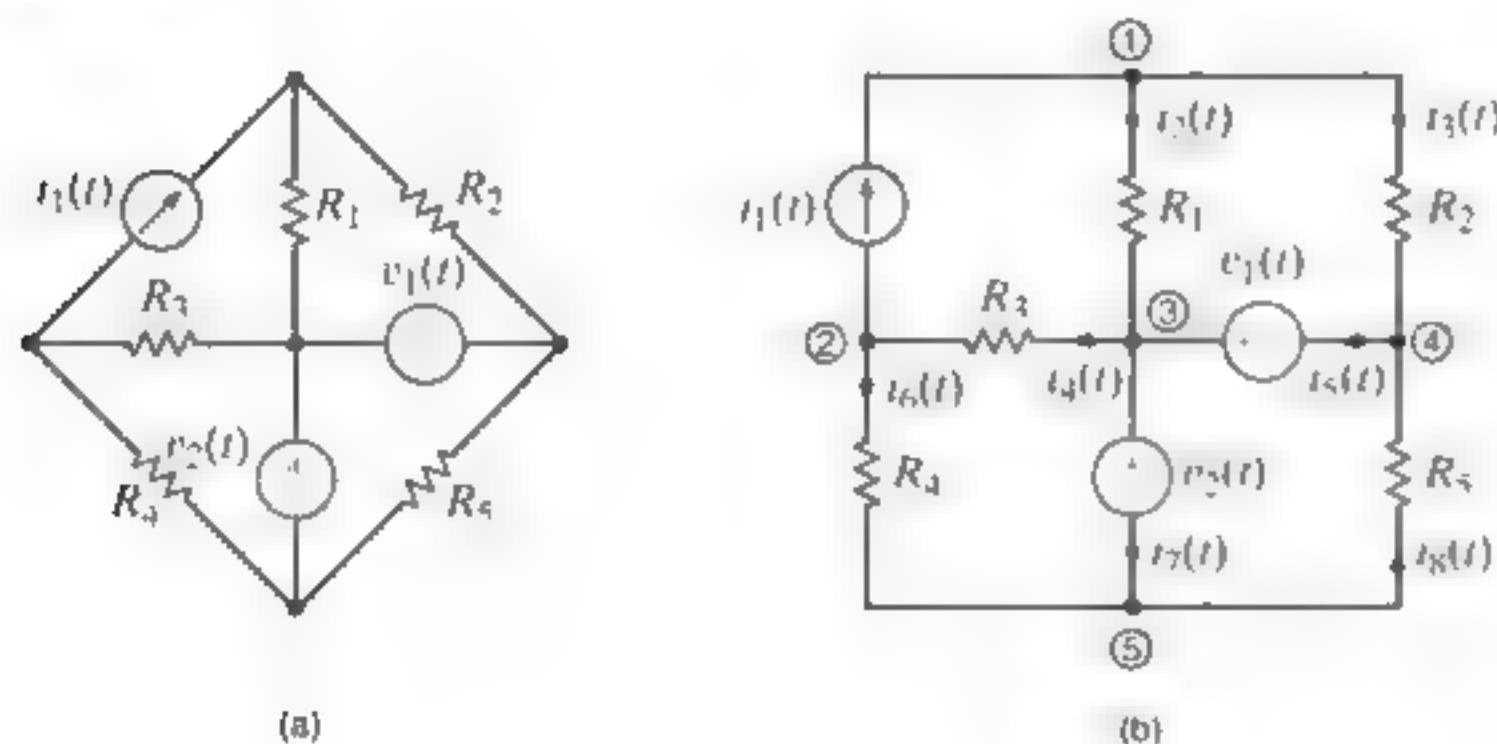 ①
i₂(t) i₃(t)
i₁(t) R₁ R₂ i₁(t) R₁ R₂
v₁(t) v₁(t)
R₃ R₃ ③
② ④
i₆(t) i₄(t) i₅(t)
v₂(t)
R₄ R₅ R₄ v₂(t) R₅
i₇(t) i₈(t)
⑤
(a) (b)